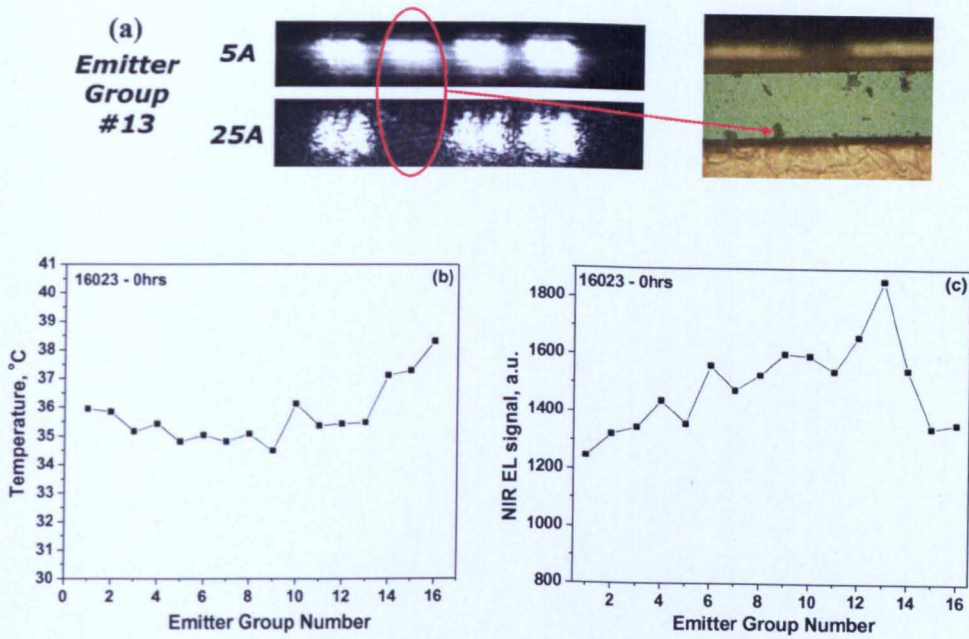 (a)
Emitter
Group
#13
5A
25A
16023 - 0hrs
(b)
41
40
39
38
37
36
35
34
33
32
31
30
0 2 4 6 8 10 12 14 16
Temperature, °C
Emitter Group Number
16023 - 0hrs
(c)
1800
1600
1400
1200
1000
800
2 4 6 8 10 12 14 16
NIR EL signal, a.u.
Emitter Group Number